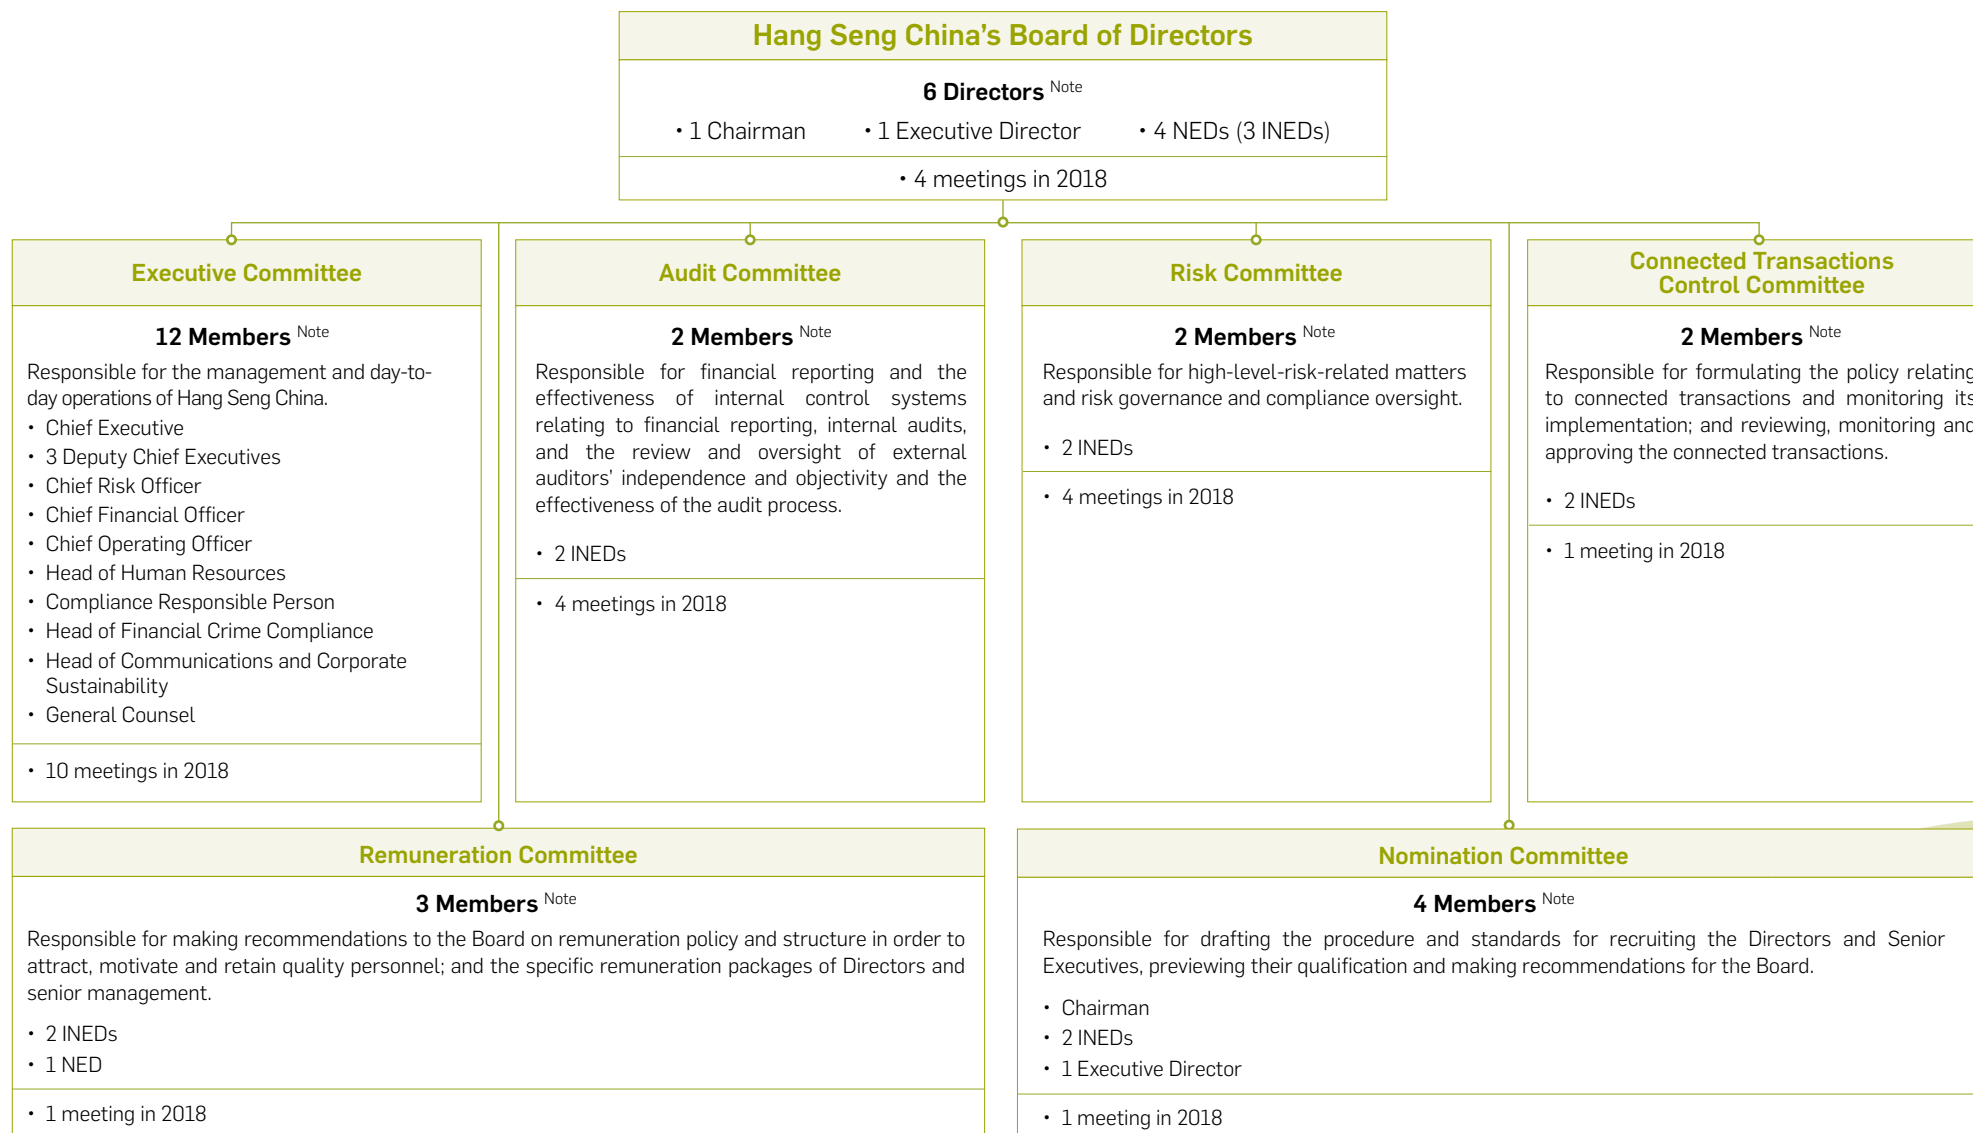 Hang Seng China’s Board of Directors
6 Directors Note
• 1 Chairman • 1 Executive Director • 4 NEDs (3 INEDs)
• 4 meetings in 2018
Executive Committee
12 Members Note
Responsible for the management and day-to-
day operations of Hang Seng China.
• Chief Executive
• 3 Deputy Chief Executives
• Chief Risk Officer
• Chief Financial Officer
• Chief Operating Officer
• Head of Human Resources
• Compliance Responsible Person
• Head of Financial Crime Compliance
• Head of Communications and Corporate
Sustainability
• General Counsel
• 10 meetings in 2018
Audit Committee
2 Members Note
Responsible for financial reporting and the
effectiveness of internal control systems
relating to financial reporting, internal audits,
and the review and oversight of external
auditors’ independence and objectivity and the
effectiveness of the audit process.
• 2 INEDs
• 4 meetings in 2018
Risk Committee
2 Members Note
Responsible for high-level-risk-related matters
and risk governance and compliance oversight.
• 2 INEDs
• 4 meetings in 2018
Connected Transactions
Control Committee
2 Members Note
Responsible for formulating the policy relating
to connected transactions and monitoring its
implementation; and reviewing, monitoring and
approving the connected transactions.
• 2 INEDs
• 1 meeting in 2018
Remuneration Committee
3 Members Note
Responsible for making recommendations to the Board on remuneration policy and structure in order to
attract, motivate and retain quality personnel; and the specific remuneration packages of Directors and
senior management.
• 2 INEDs
• 1 NED
• 1 meeting in 2018
Nomination Committee
4 Members Note
Responsible for drafting the procedure and standards for recruiting the Directors and Senior
Executives, previewing their qualification and making recommendations for the Board.
• Chairman
• 2 INEDs
• 1 Executive Director
• 1 meeting in 2018